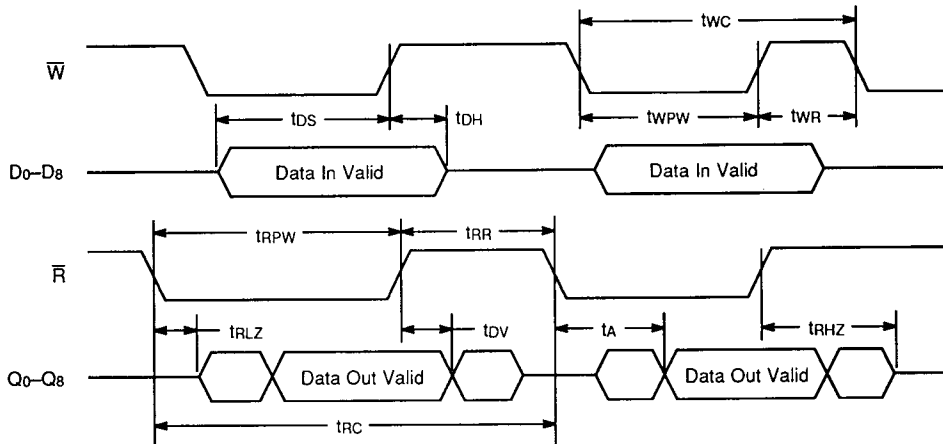 tWC
W
tDS
tDH
tWPW
tWR
D0–D8
Data In Valid
Data In Valid
tRPW
tRR
R
tRLZ
tDV
tA
tRHZ
Q0–Q8
Data Out Valid
Data Out Valid
tRC